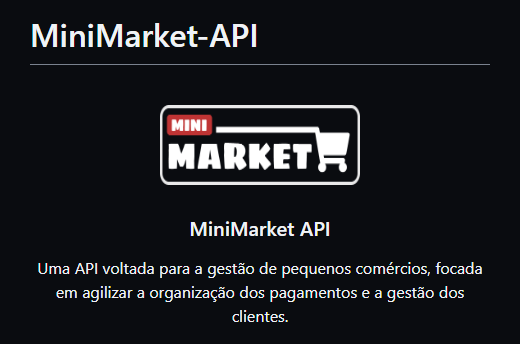 MiniMarket-API
MINI
MARKET
MiniMarket API
Uma API voltada para a gestão de pequenos comércios, focada
em agilizar a organização dos pagamentos e a gestão dos
clientes.